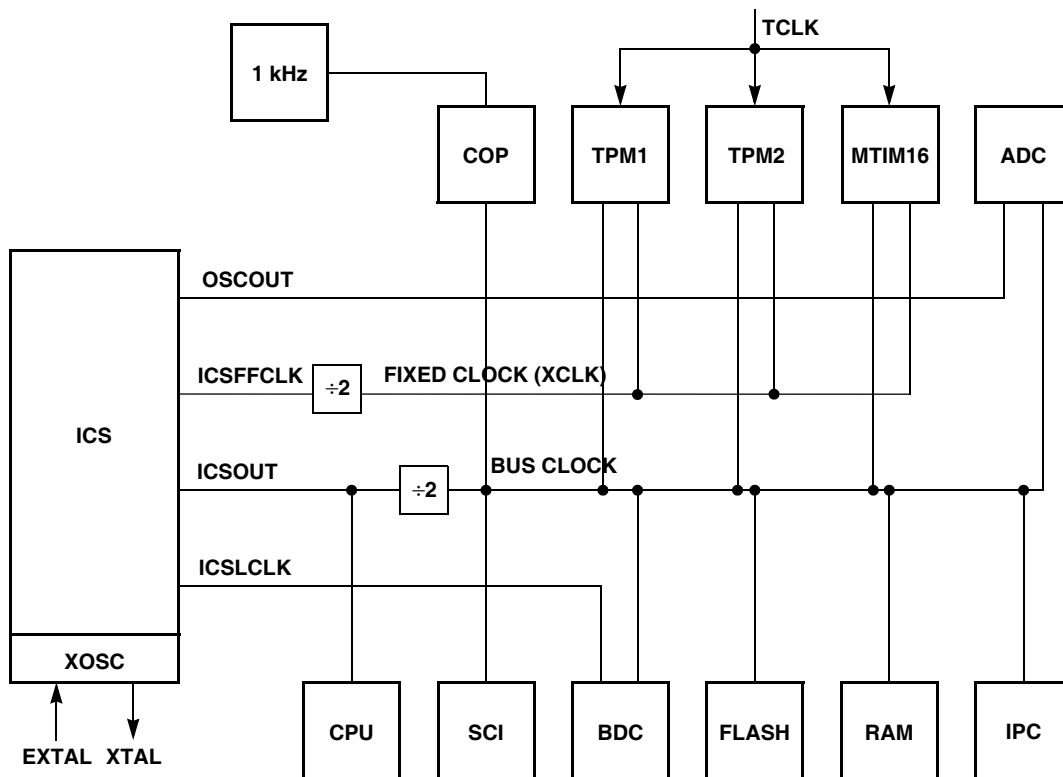 TCLK
1 kHz
COP
TPM1
TPM2
MTIM16
ADC
OSCOUT
ICSFFCLK
÷2
FIXED CLOCK (XCLK)
ICS
ICSOUT
÷2
BUS CLOCK
ICSLCLK
XOSC
EXTAL
XTAL
CPU
SCI
BDC
FLASH
RAM
IPC